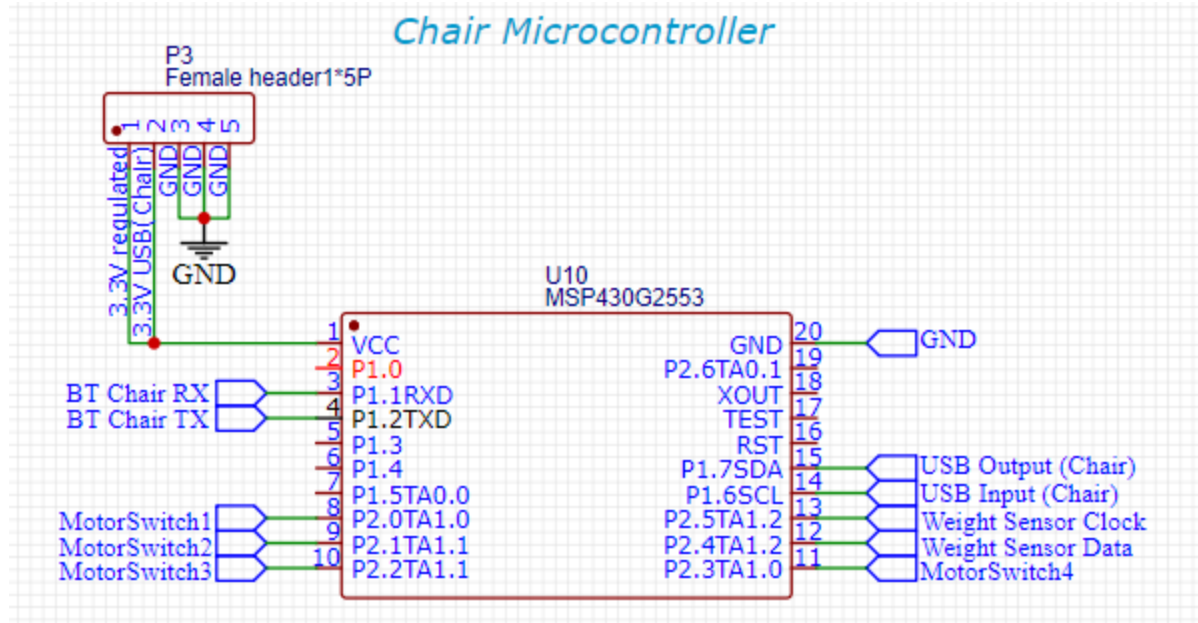 Chair Microcontroller
P3
Female header1*5P
1 2 3 4 5
3.3V regulated
3.3V USB( Chair)
GND
GND
GND
GND
U10
MSP430G2553
1 VCC
2 P1.0
BT Chair RX 3 P1.1RXD
BT Chair TX 4 P1.2TXD
5 P1.3
6 P1.4
7 P1.5TA0.0
MotorSwitch1 8 P2.0TA1.0
MotorSwitch2 9 P2.1TA1.1
MotorSwitch3 10 P2.2TA1.1
GND 20 GND
P2.6TA0.1 19
XOUT 18
TEST 17
RST 16
P1.7SDA 15 USB Output (Chair)
P1.6SCL 14 USB Input (Chair)
P2.5TA1.2 13 Weight Sensor Clock
P2.4TA1.2 12 Weight Sensor Data
P2.3TA1.0 11 MotorSwitch4